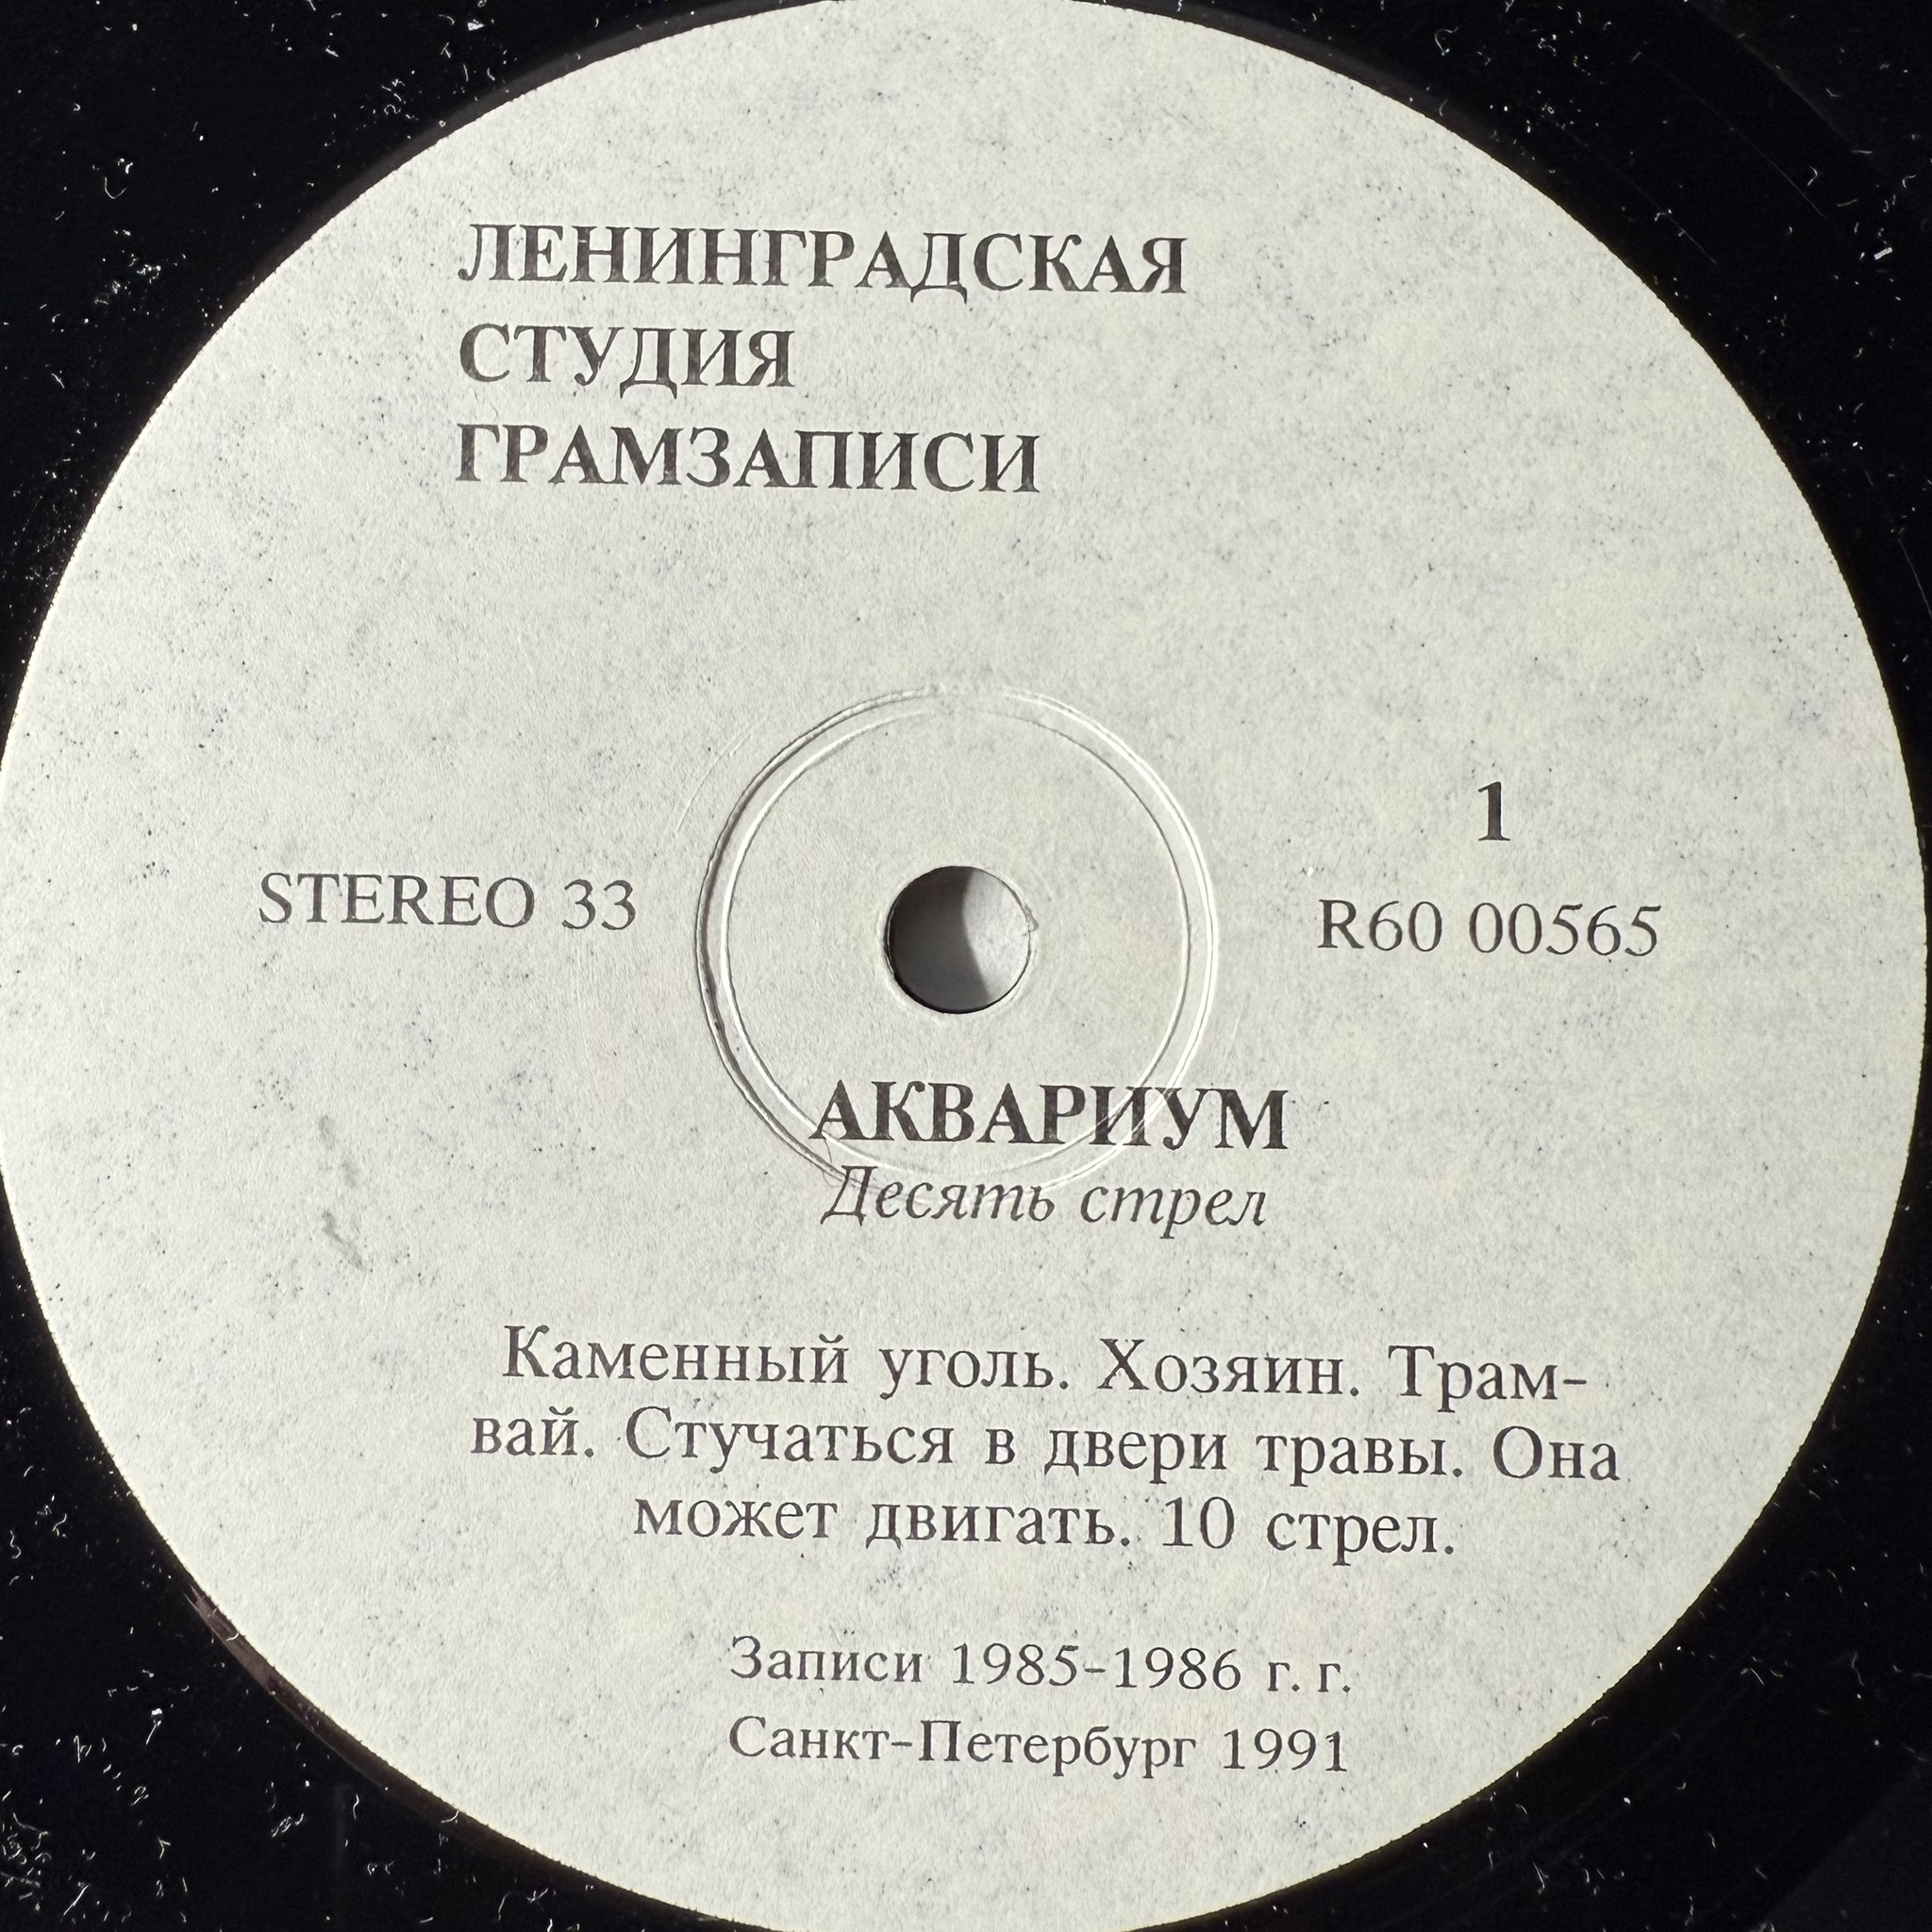 ЛЕНИНГРАДСКАЯ
СТУДИЯ
ГРАМЗАПИСИ
STEREO 33
1
R60 00565
АКВАРИУМ
Десять стрел
Каменный уголь. Хозяин. Трам-
вай. Стучаться в двери травы. Она
может двигать. 10 стрел.
Записи 1985-1986 г. г.
Санкт-Петербург 1991